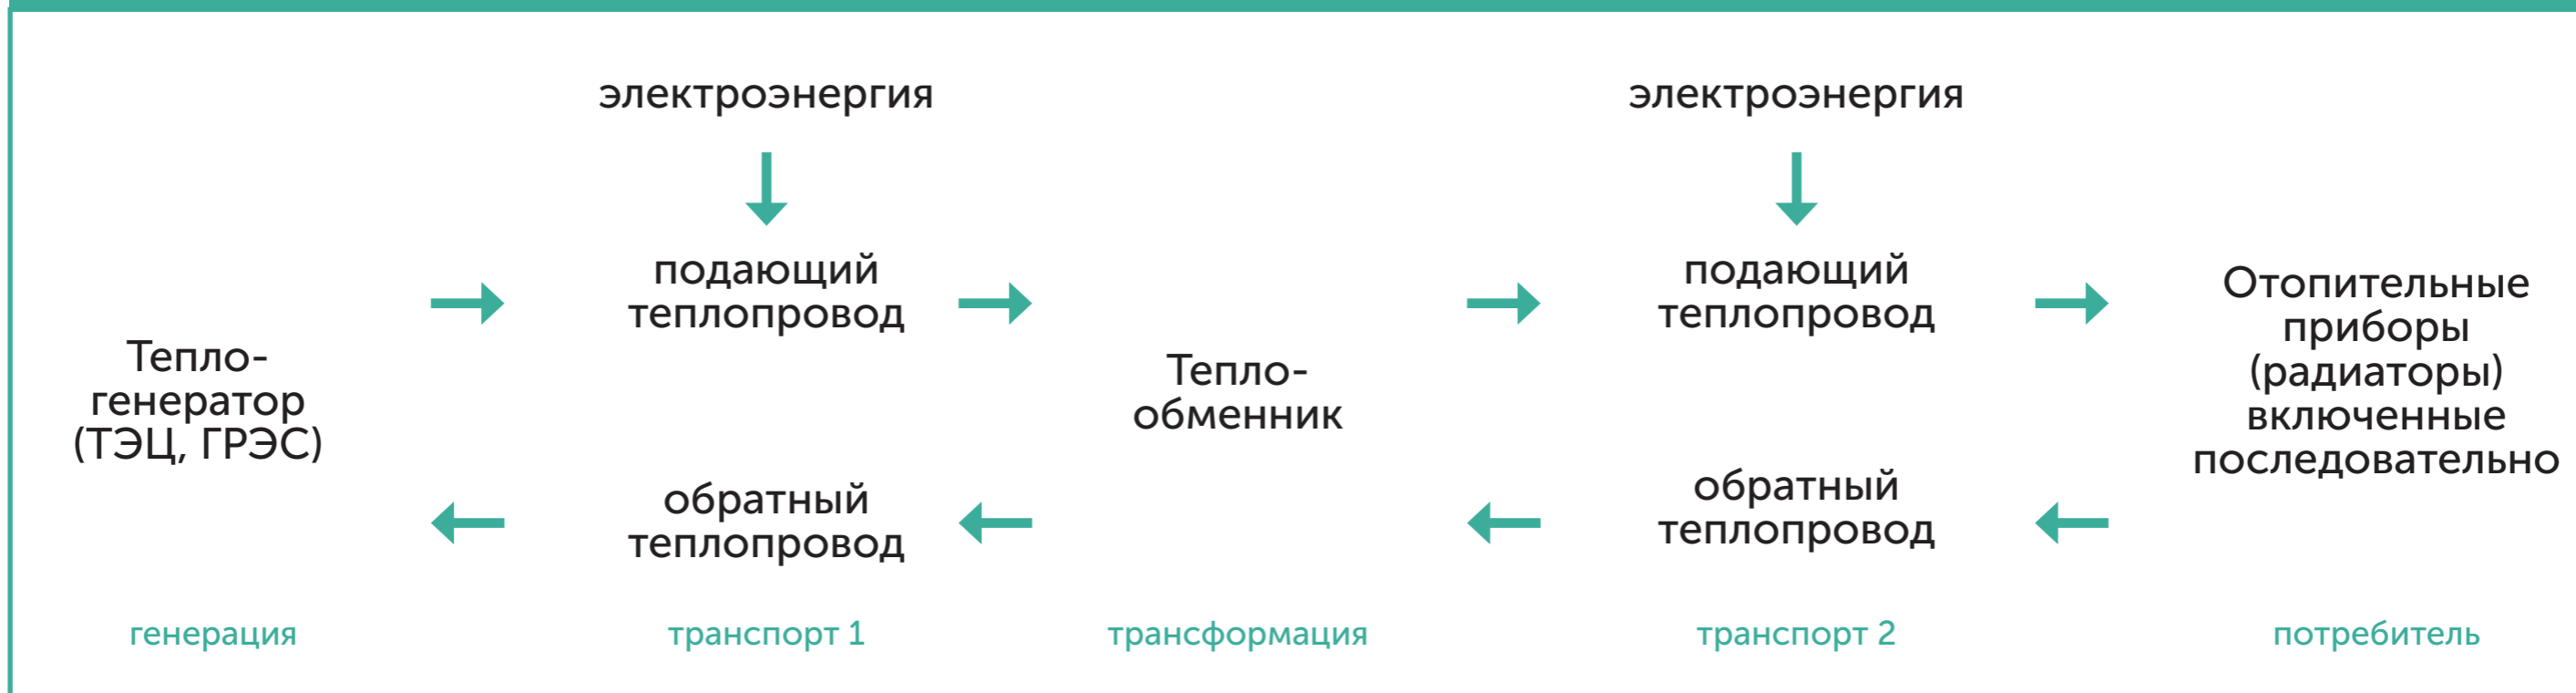 электроэнергия
электроэнергия
Тепло-
генератор
(ТЭЦ, ГРЭС)
подающий
теплопровод
обратный
теплопровод
Тепло-
обменник
подающий
теплопровод
обратный
теплопровод
Отопительные
приборы
(радиаторы)
включенные
последовательно
генерация
транспорт 1
трансформация
транспорт 2
потребитель